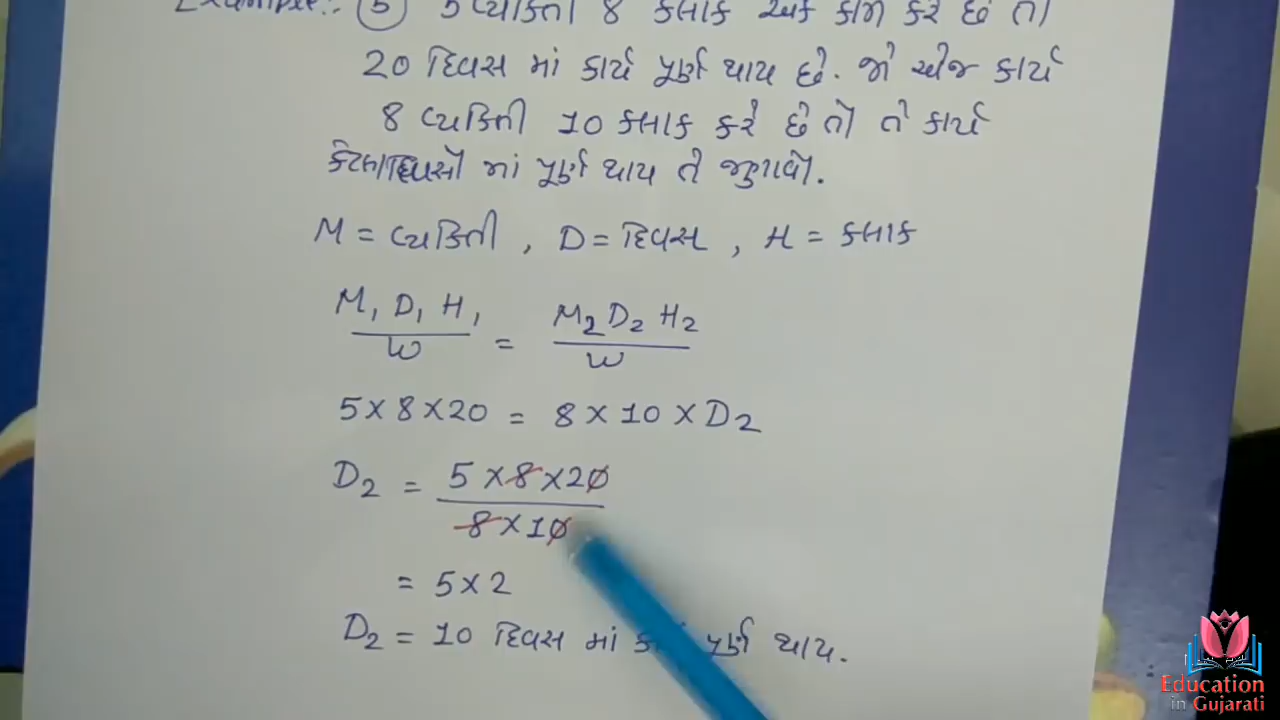 Example:- 5 5 વ્યક્તિ 8 કલાક એક કામ કરે છે તો
20 દિવસ માં કાર્ય પૂર્ણ થાય છે. જો એજ કાર્ય
8 વ્યકિતી 10 કલાક કરે છે તો તે કાર્ય
કેટલા દિવસો માં પૂર્ણ થાય તે જણાવો.
M = વ્યકિતી , D = દિવસ , H = કલાક
M₁ D₁ H₁ / W = M₂ D₂ H₂ / W
5 × 8 × 20 = 8 × 10 × D₂
D₂ = 5 × 8 × 20 / 8 × 10
= 5 × 2
D₂ = 10 દિવસ માં પૂર્ણ થાય.
Education
in Gujarati